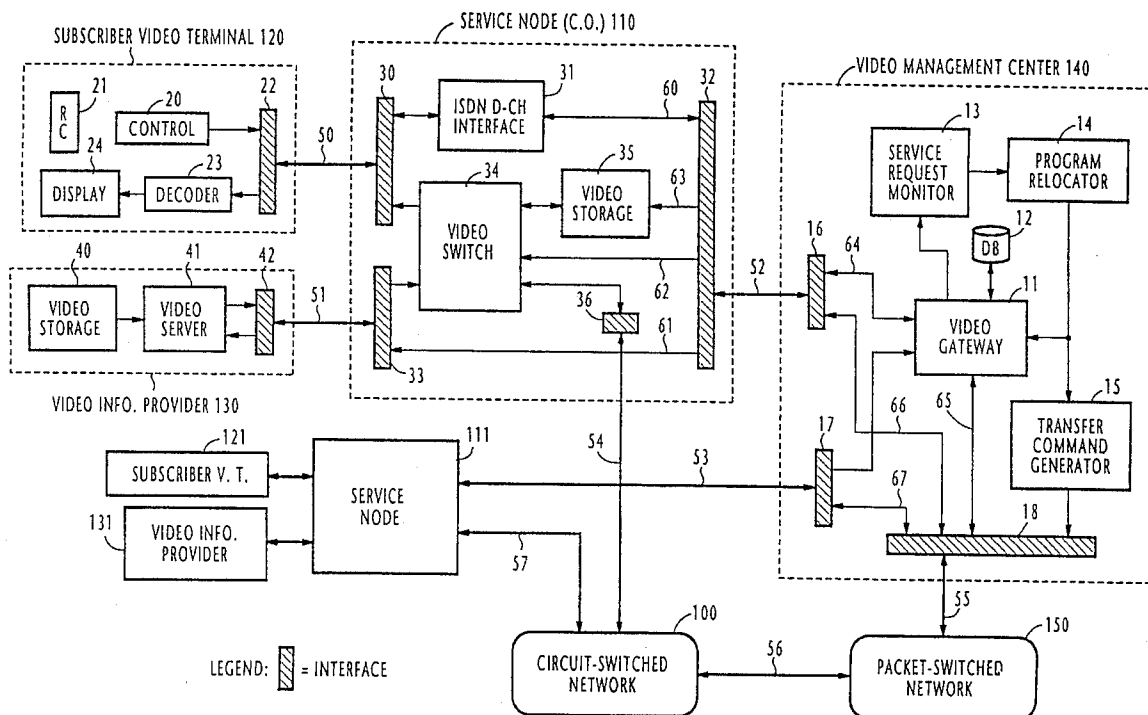 SERVICE NODE (C.O.) 110
SUBSCRIBER VIDEO TERMINAL 120
VIDEO MANAGEMENT CENTER 140
21
RC
20
CONTROL
22
24
DISPLAY
23
DECODER
50
30
31
ISDN D-CH
INTERFACE
60
32
34
VIDEO
SWITCH
35
VIDEO
STORAGE
63
62
36
61
33
13
SERVICE
REQUEST
MONITOR
14
PROGRAM
RELOCATOR
12
DB
16
64
52
11
VIDEO
GATEWAY
40
VIDEO
STORAGE
41
VIDEO
SERVER
42
51
VIDEO INFO. PROVIDER 130
65
66
15
TRANSFER
COMMAND
GENERATOR
17
67
18
121
SUBSCRIBER V. T.
111
SERVICE
NODE
53
54
131
VIDEO INFO.
PROVIDER
57
55
100
CIRCUIT-SWITCHED
NETWORK
56
150
PACKET-SWITCHED
NETWORK
LEGEND: = INTERFACE